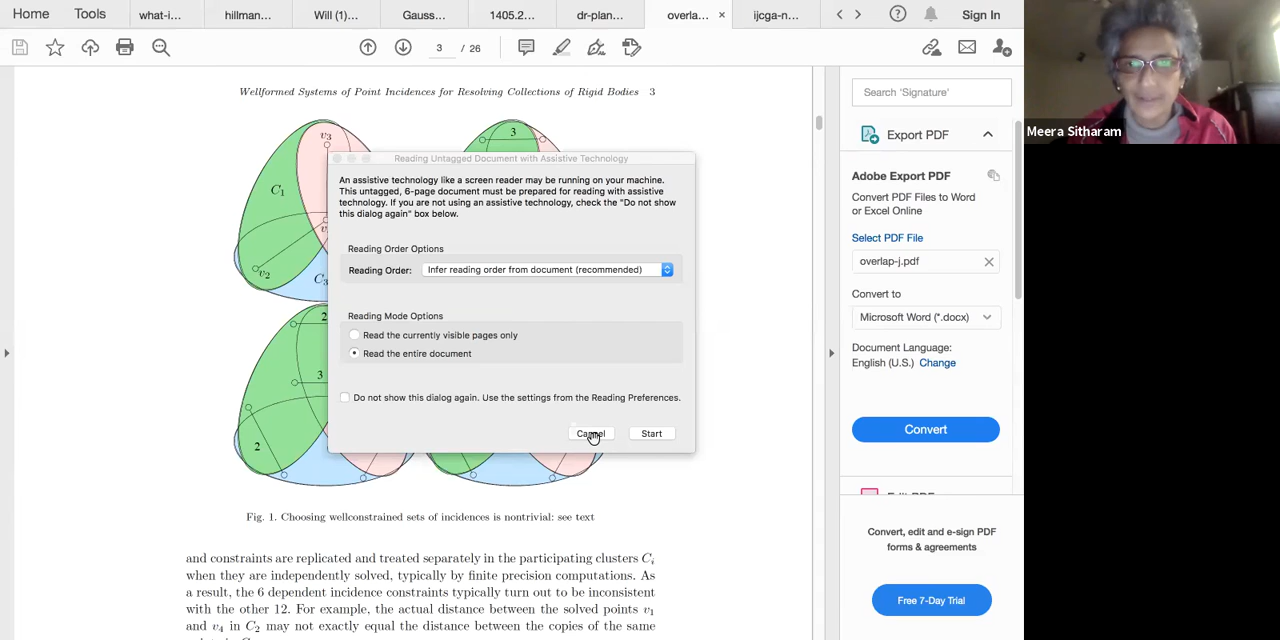 Home
Tools
what-i...
hillman...
Will (1)...
Gauss...
1405.2...
dr-plan...
overla...
ijcga-n...
Sign In
3 / 26
Wellformed Systems of Point Incidences for Resolving Collections of Rigid Bodies 3
v3
3
C1
v2
C3
2
3
2
Reading Untagged Document with Assistive Technology
An assistive technology like a screen reader may be running on your machine.
This untagged, 6-page document must be prepared for reading with assistive
technology. If you are not using an assistive technology, check the "Do not show
this dialog again" box below.
Reading Order Options
Reading Order: Infer reading order from document (recommended)
Reading Mode Options
Read the currently visible pages only
Read the entire document
Do not show this dialog again. Use the settings from the Reading Preferences.
Cancel
Start
Fig. 1. Choosing wellconstrained sets of incidences is nontrivial: see text
and constraints are replicated and treated separately in the participating clusters Ci
when they are independently solved, typically by finite precision computations. As
a result, the 6 dependent incidence constraints typically turn out to be inconsistent
with the other 12. For example, the actual distance between the solved points v1
and v4 in C2 may not exactly equal the distance between the copies of the same
Search 'Signature'
Export PDF
Adobe Export PDF
Convert PDF Files to Word
or Excel Online
Select PDF File
overlap-j.pdf
Convert to
Microsoft Word (*.docx)
Document Language:
English (U.S.) Change
Convert
Edit PDF
Convert, edit and e-sign PDF
forms & agreements
Free 7-Day Trial
Meera Sitharam